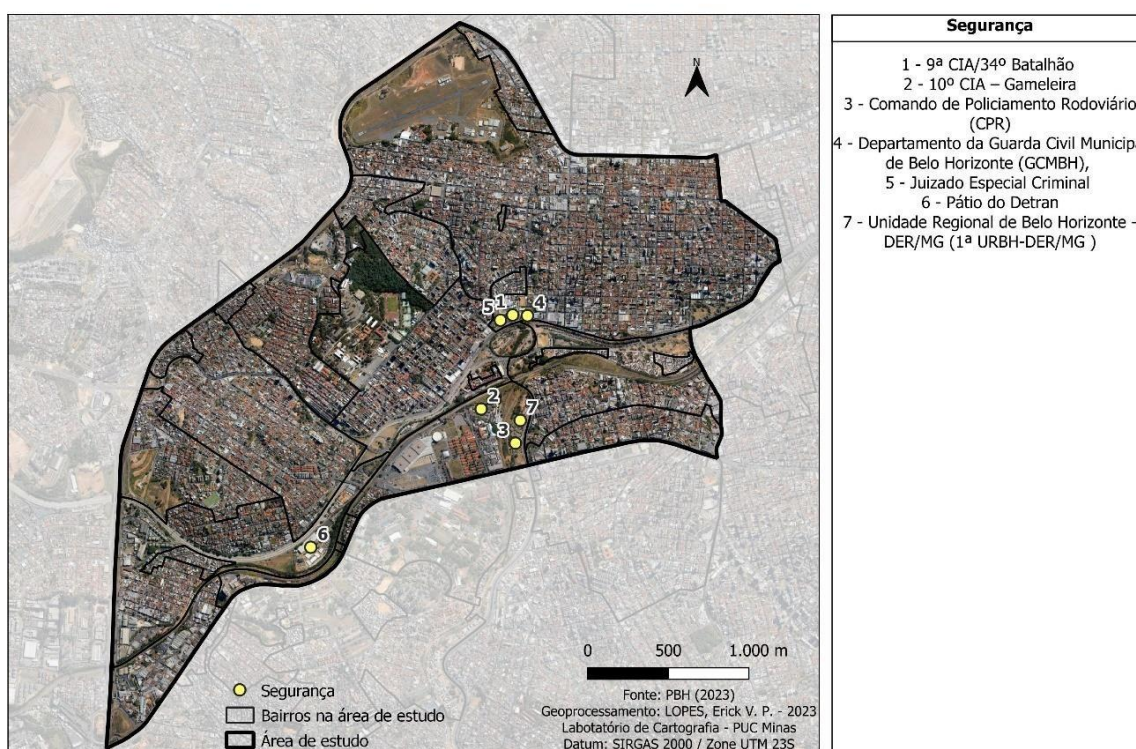 N
5
1
4
2
7
3
6
0 500 1.000 m
Segurança
Bairros na área de estudo
Área de estudo
Fonte: PBH (2023)
Geoprocessamento: LOPES, Erick V. P. - 2023
Labotatório de Cartografia - PUC Minas
Datum: SIRGAS 2000 / Zone UTM 23S
Segurança
1 - 9ª CIA/34º Batalhão
2 - 10º CIA – Gameleira
3 - Comando de Policiamento Rodoviário
(CPR)
4 - Departamento da Guarda Civil Municipa
de Belo Horizonte (GCMBH),
5 - Juizado Especial Criminal
6 - Pátio do Detran
7 - Unidade Regional de Belo Horizonte -
DER/MG (1ª URBH-DER/MG )